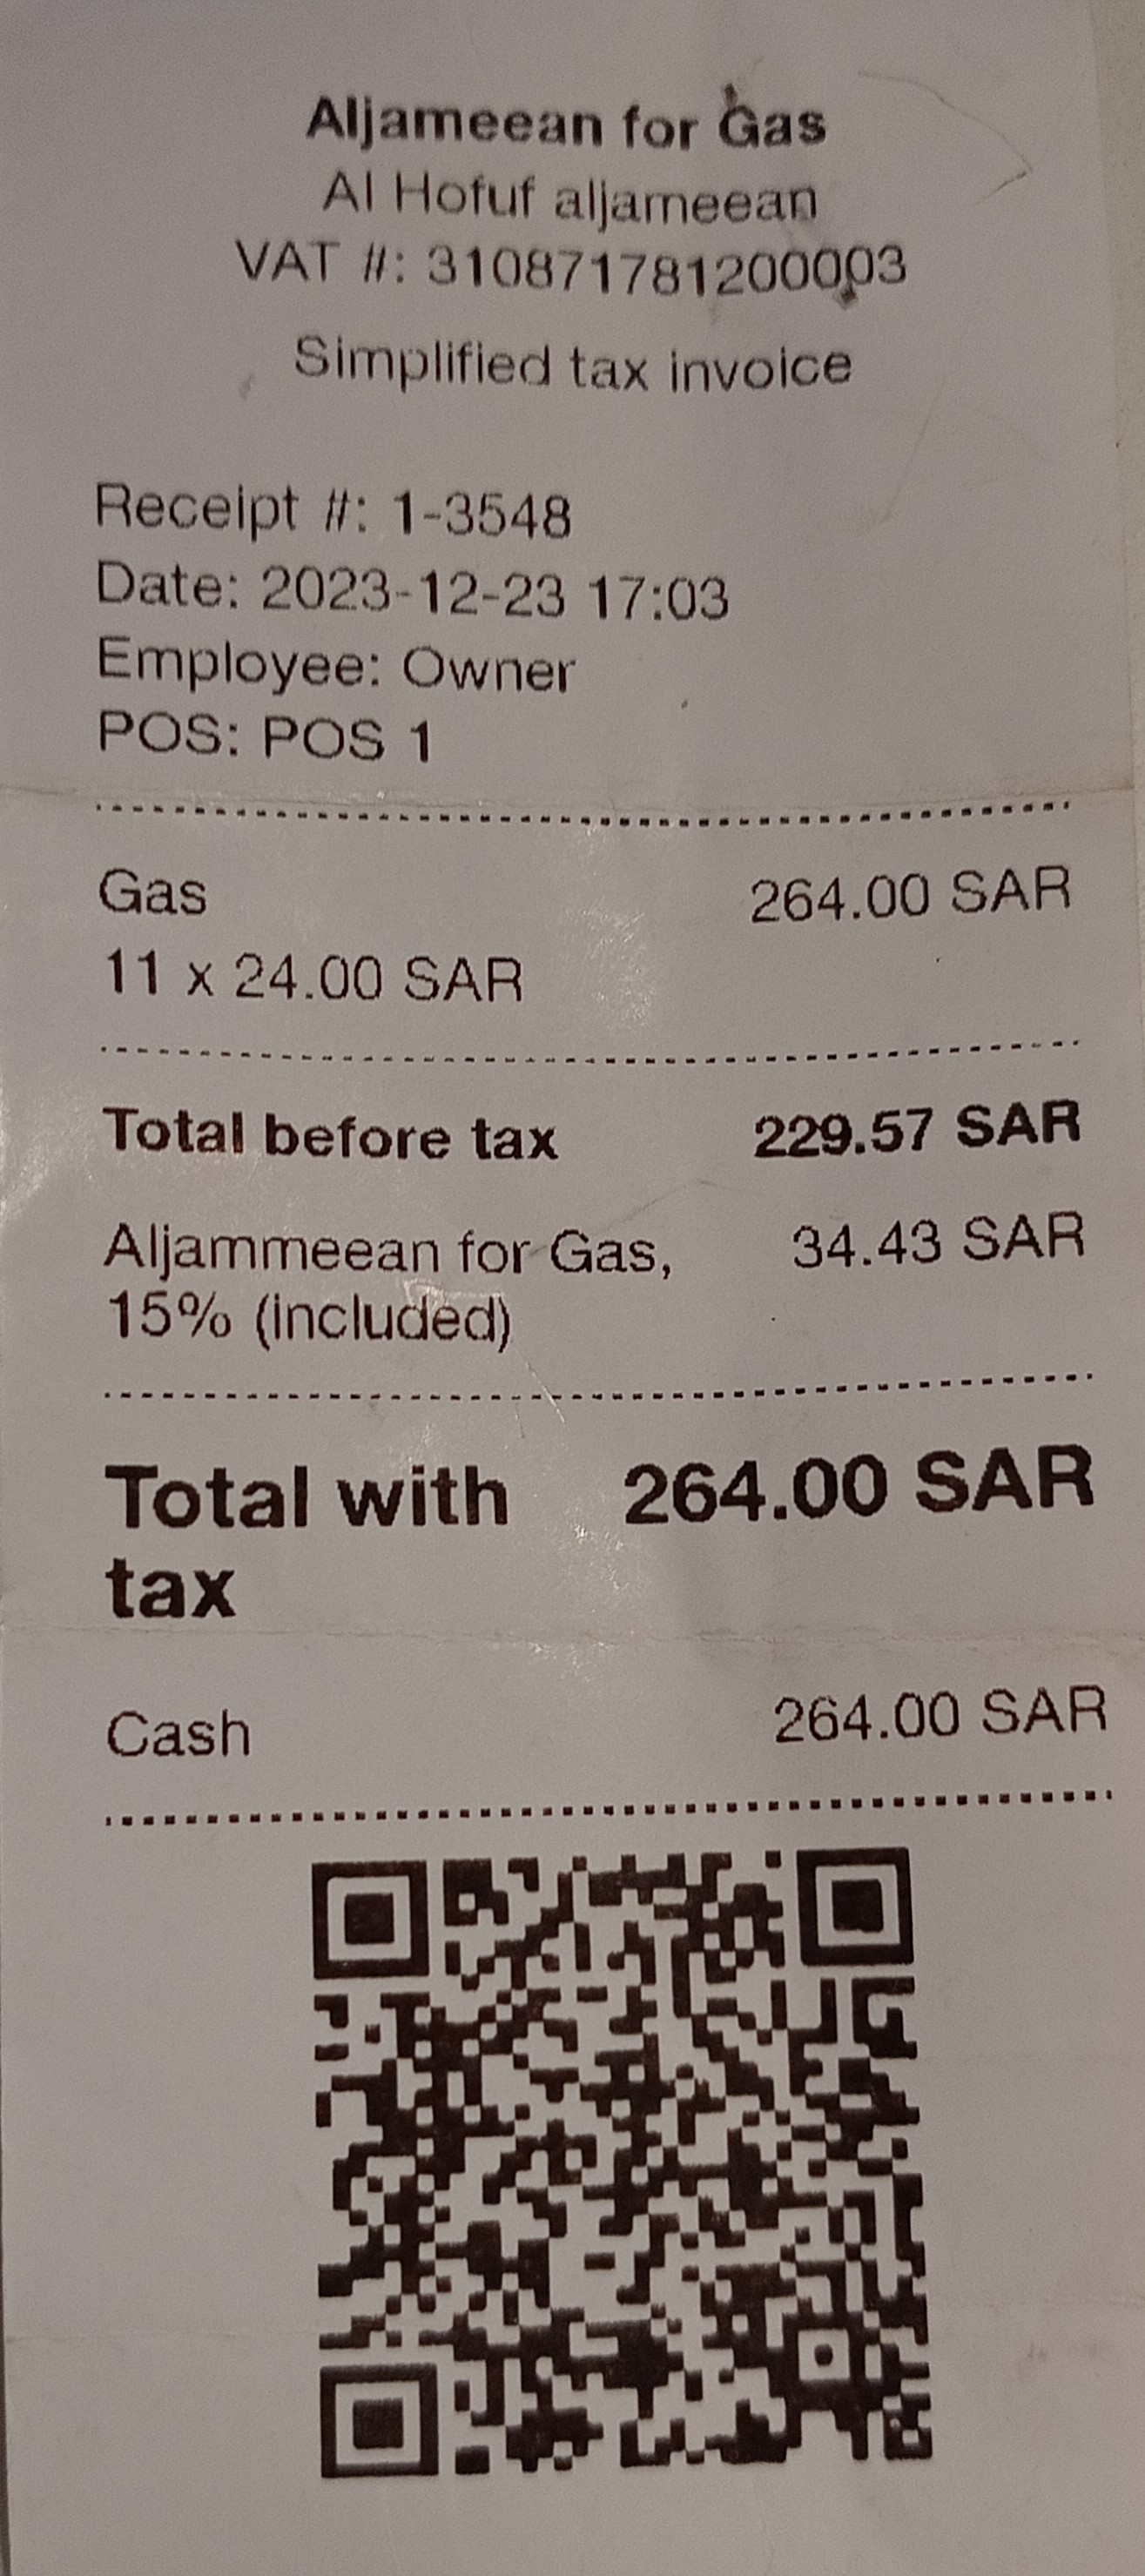 Aljameean for Gas
Al Hofuf aljameean
VAT #: 310871781200003
Simplified tax invoice
Receipt #: 1-3548
Date: 2023-12-23 17:03
Employee: Owner
POS: POS 1
Gas 264.00 SAR
11 x 24.00 SAR
Total before tax 229.57 SAR
Aljammeean for Gas, 34.43 SAR
15% (included)
Total with 264.00 SAR
tax
Cash 264.00 SAR